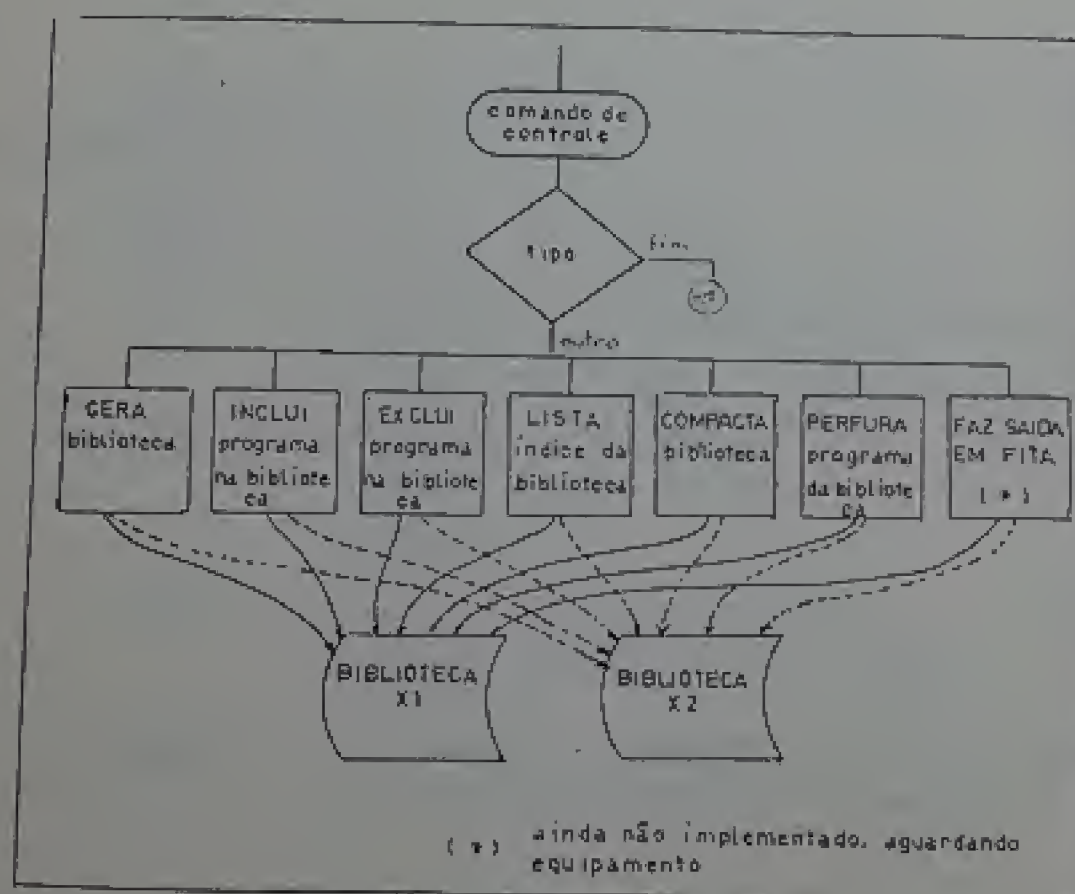 comando de
controle
tipo
fim
outro
GERA
biblioteca
INCLUI
programa
na bibliote
ca
EXCLUI
programa
na bibliote
ca
LISTA
índice da
biblioteca
COMPACTA
biblioteca
PERFURA
programa
da bibliote
ca
FAZ SAIDA
EM FITA
( * )
BIBLIOTECA
X1
BIBLIOTECA
X2
( * ) ainda não implementado, aguardando
equipamento